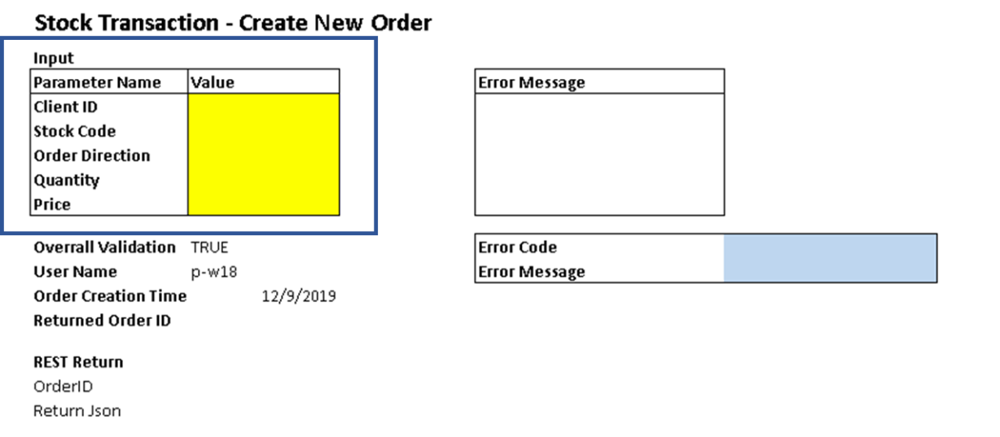 Stock Transaction - Create New Order
Input
Parameter Name Value
Client ID
Stock Code
Order Direction
Quantity
Price
Error Message
Overrall Validation TRUE
User Name p-w18
Order Creation Time 12/9/2019
Returned Order ID
Error Code
Error Message
REST Return
OrderID
Return Json